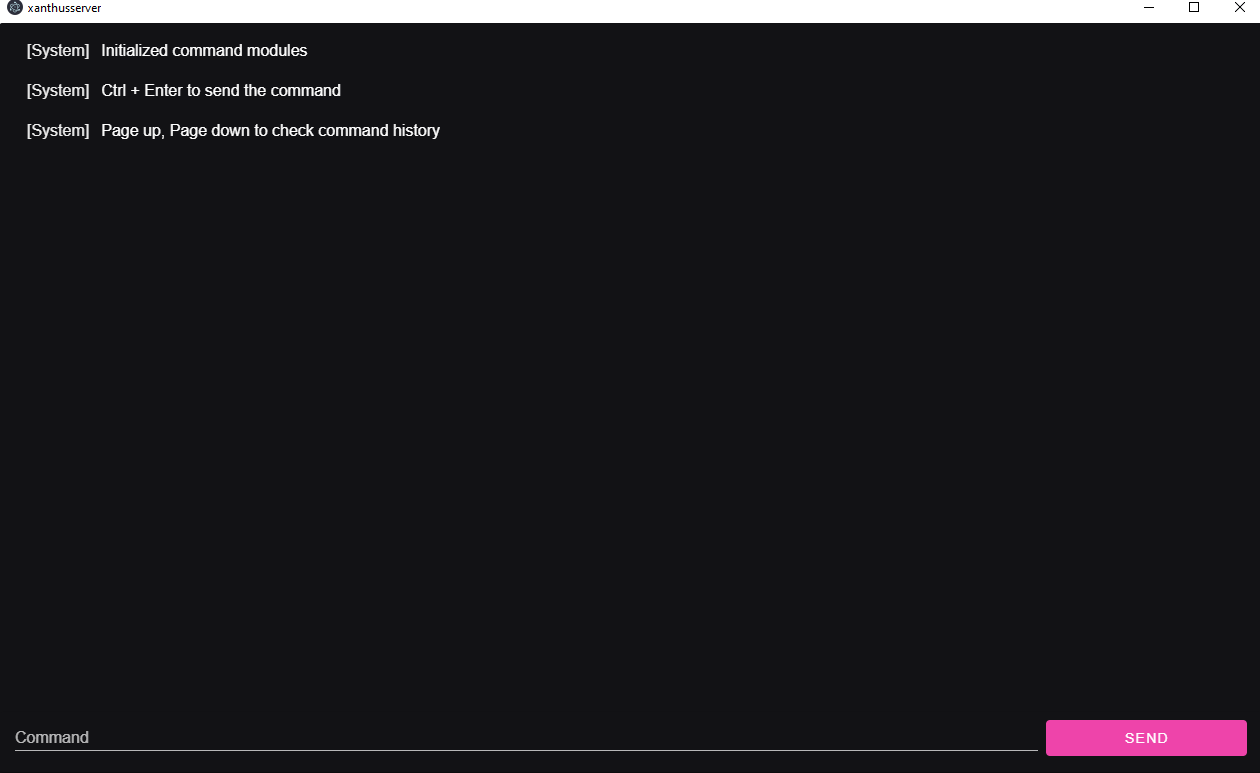 xanthusserver
[System] Initialized command modules
[System] Ctrl + Enter to send the command
[System] Page up, Page down to check command history
Command
SEND